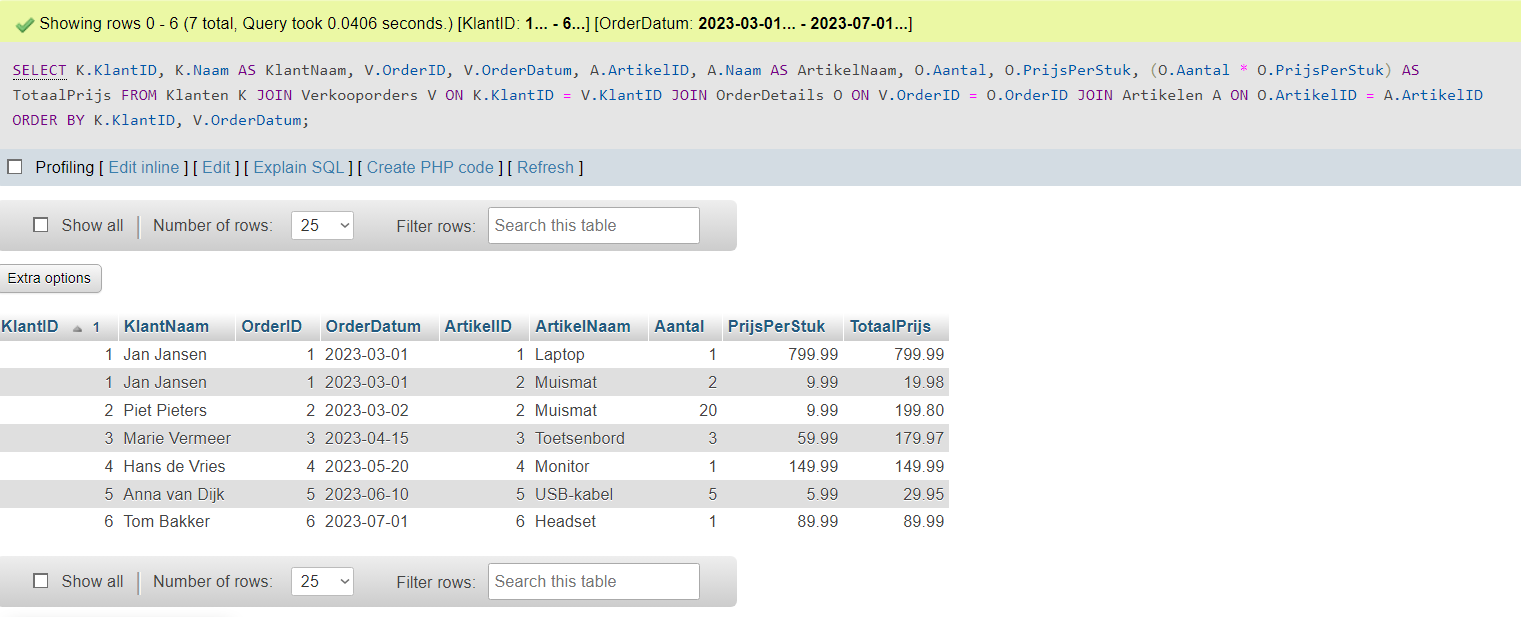 Showing rows 0 - 6 (7 total, Query took 0.0406 seconds.) [KlantID: 1... - 6...] [OrderDatum: 2023-03-01... - 2023-07-01...]
SELECT K.KlantID, K.Naam AS KlantNaam, V.OrderID, V.OrderDatum, A.ArtikelID, A.Naam AS ArtikelNaam, O.Aantal, O.PrijsPerStuk, (O.Aantal * O.PrijsPerStuk) AS
TotaalPrijs FROM Klanten K JOIN Verkooporders V ON K.KlantID = V.KlantID JOIN OrderDetails O ON V.OrderID = O.OrderID JOIN Artikelen A ON O.ArtikelID = A.ArtikelID
ORDER BY K.KlantID, V.OrderDatum;
Profiling [ Edit inline ] [ Edit ] [ Explain SQL ] [ Create PHP code ] [ Refresh ]
Show all Number of rows: 25 Filter rows: Search this table
Extra options
KlantID 1 KlantNaam OrderID OrderDatum ArtikelID ArtikelNaam Aantal PrijsPerStuk TotaalPrijs
1 Jan Jansen 1 2023-03-01 1 Laptop 1 799.99 799.99
1 Jan Jansen 1 2023-03-01 2 Muismat 2 9.99 19.98
2 Piet Pieters 2 2023-03-02 2 Muismat 20 9.99 199.80
3 Marie Vermeer 3 2023-04-15 3 Toetsenbord 3 59.99 179.97
4 Hans de Vries 4 2023-05-20 4 Monitor 1 149.99 149.99
5 Anna van Dijk 5 2023-06-10 5 USB-kabel 5 5.99 29.95
6 Tom Bakker 6 2023-07-01 6 Headset 1 89.99 89.99
Show all Number of rows: 25 Filter rows: Search this table